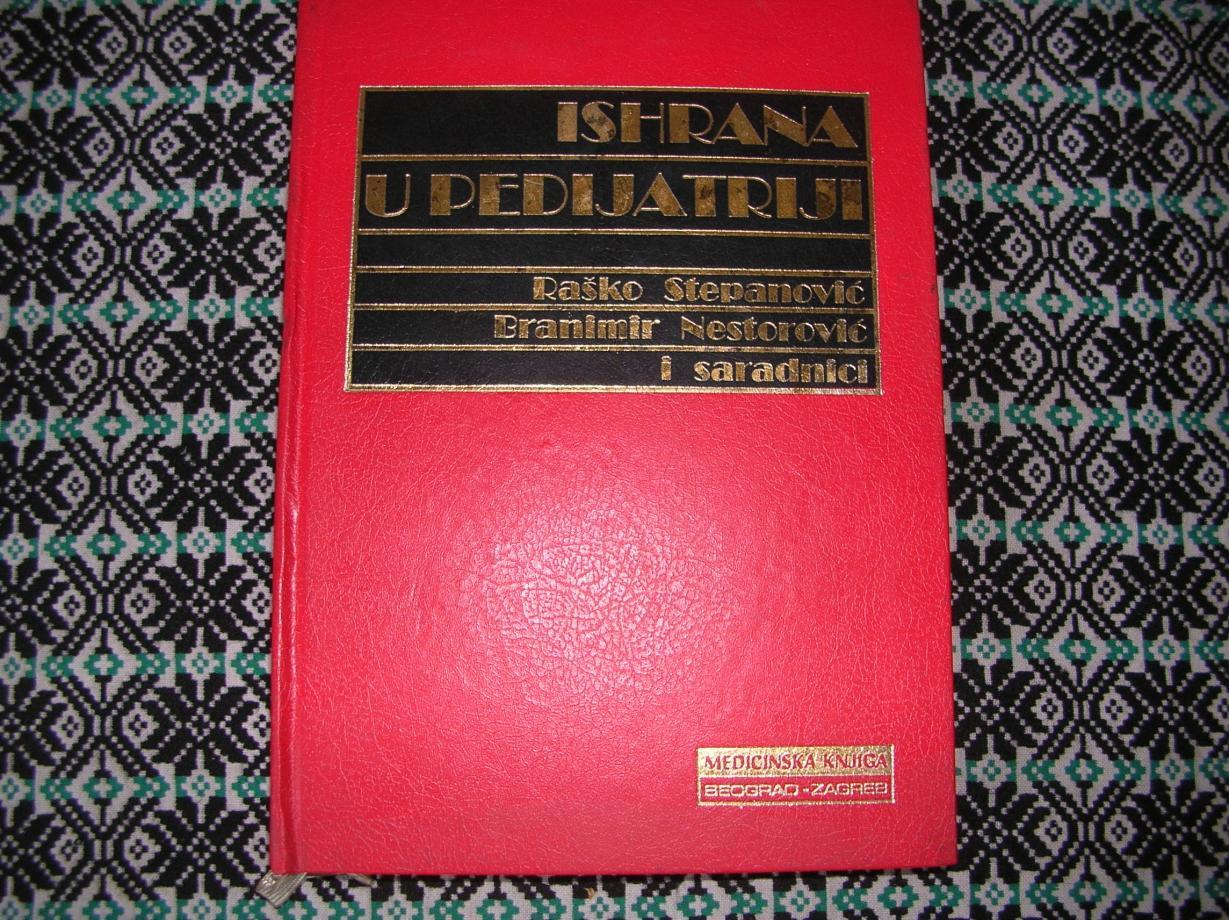 ISHRANA
U PEDIJATRIJI
Raško Stepanović
Branimir Nestorović
i saradnici
MEDICINSKA KNJIGA
BEOGRAD - ZAGREB